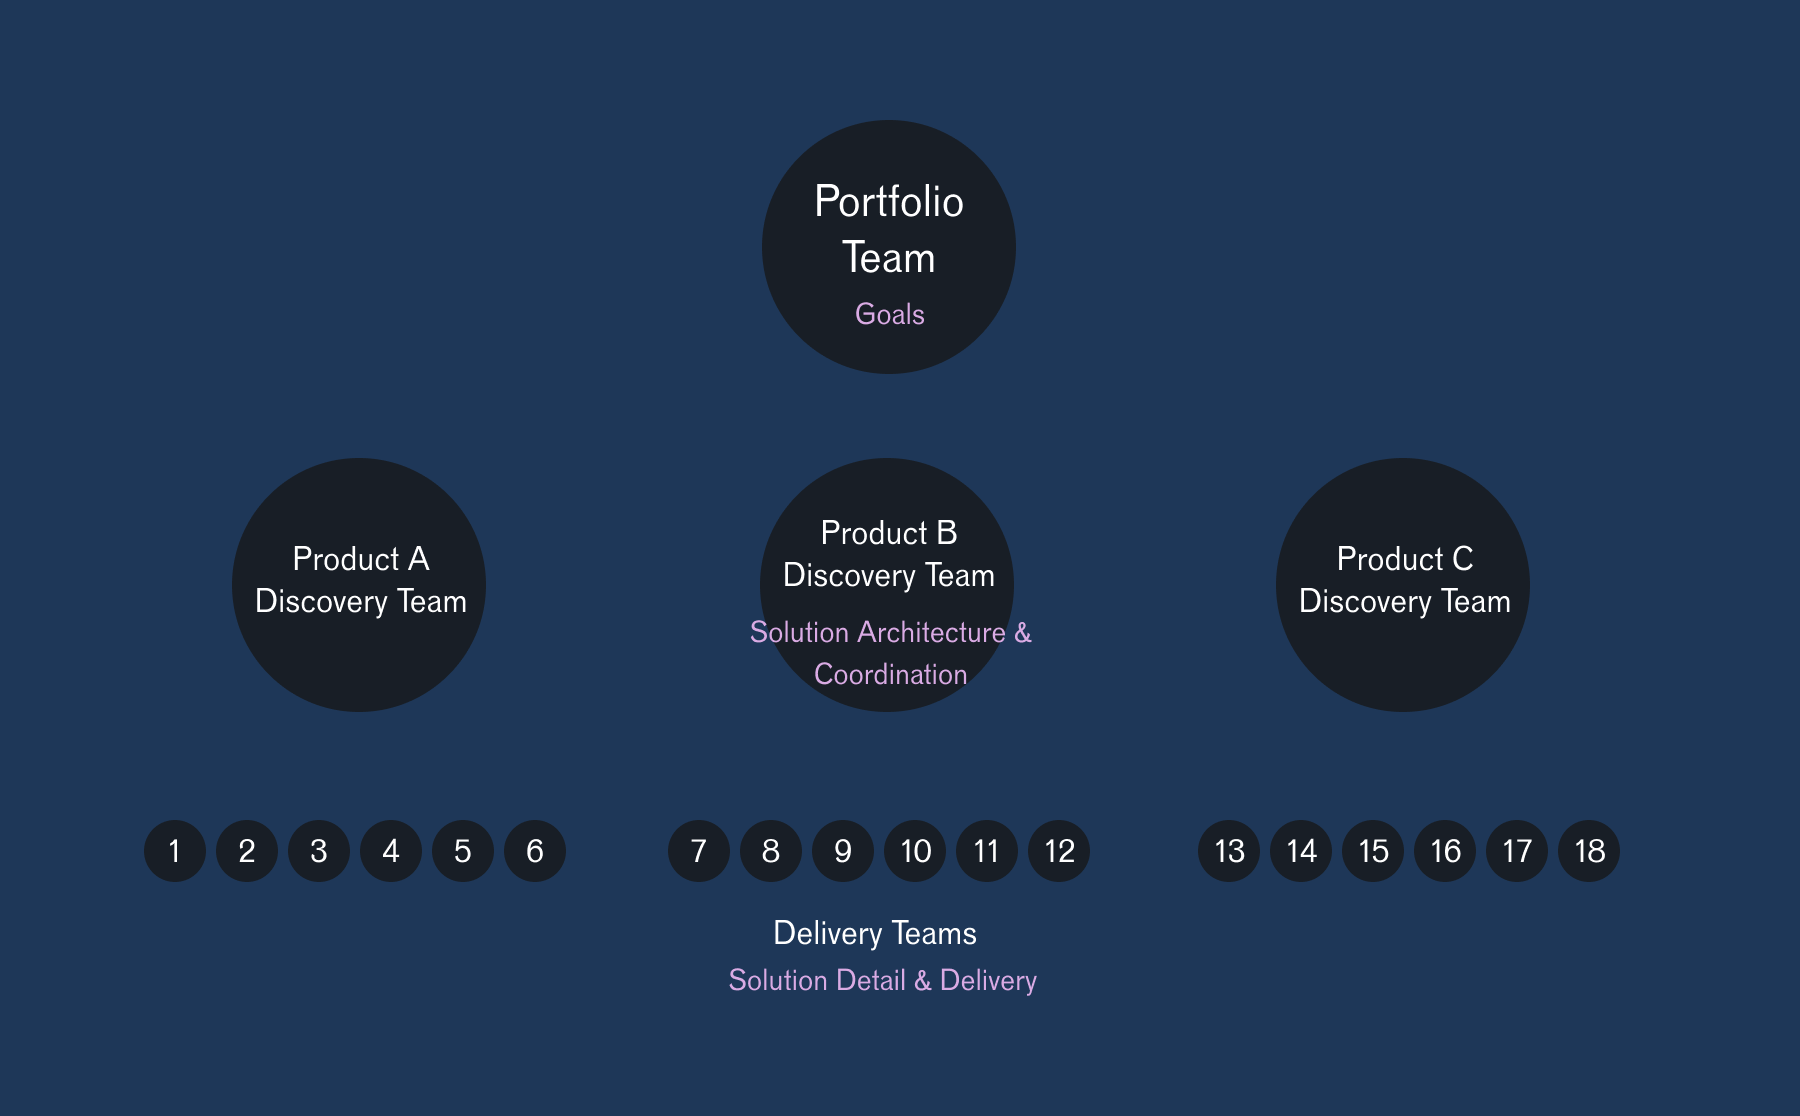 Portfolio
Team
Goals
Product A
Discovery Team
Product B
Discovery Team
Solution Architecture &
Coordination
Product C
Discovery Team
1 2 3 4 5 6
7 8 9 10 11 12
13 14 15 16 17 18
Delivery Teams
Solution Detail & Delivery